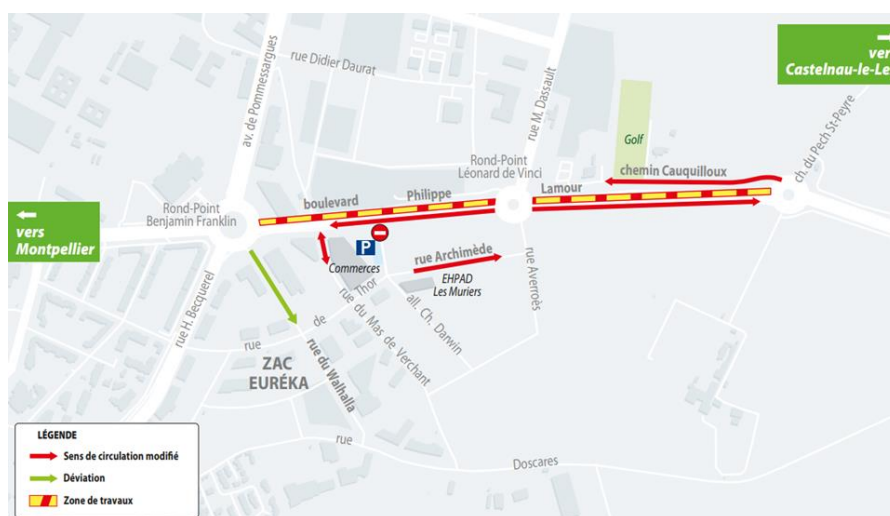 vers
Castelnau-le-Le
av. de Pommessargues
rue Didier Daurat
rue M. Dassault
Golf
ch. du Pech St-Peyre
Rond-Point
Léonard de Vinci
chemin Cauquilloux
boulevard
Philippe
Lamour
Rond-Point
Benjamin Franklin
vers
Montpellier
P
Commerces
rue Archimède
EHPAD
Les Muriers
rue Averroès
rue H. Becquerel
rue
de
Thor
rue du Mas de Verchant
all. Ch. Darwin
ZAC
EURÉKA
rue du Walhalla
rue
Doscares
LÉGENDE
Sens de circulation modifié
Déviation
Zone de travaux